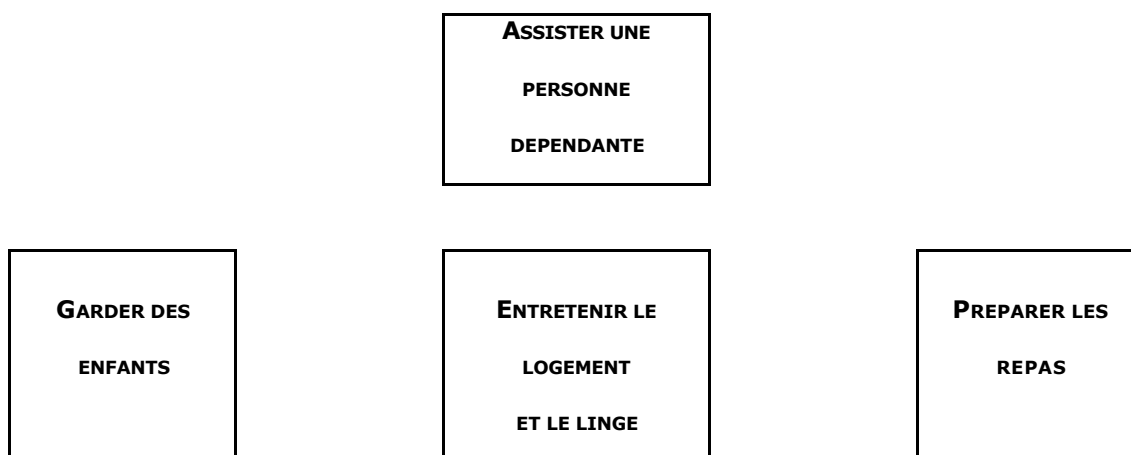 ASSISTER UNE
PERSONNE
DEPENDANTE
GARDER DES
ENFANTS
ENTRETENIR LE
LOGEMENT
ET LE LINGE
PREPARER LES
REPAS